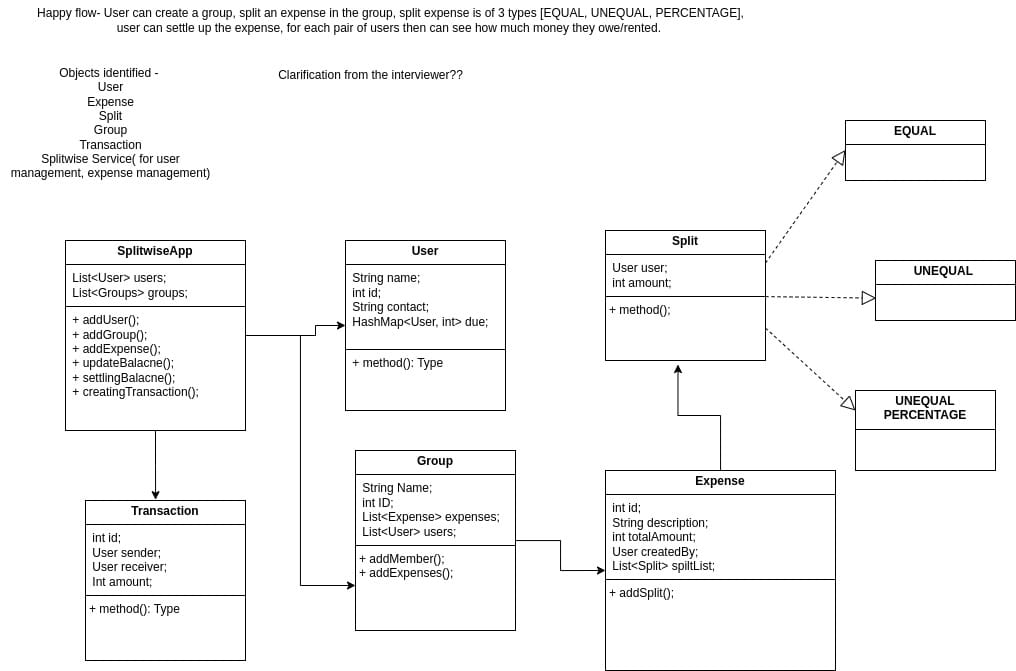 Happy flow- User can create a group, split an expense in the group, split expense is of 3 types [EQUAL, UNEQUAL, PERCENTAGE],
user can settle up the expense, for each pair of users then can see how much money they owe/rented.
Objects identified -
User
Expense
Split
Group
Transaction
Splitwise Service( for user
management, expense management)
Clarification from the interviewer??
EQUAL
SplitwiseApp
List<User> users;
List<Groups> groups;
+ addUser();
+ addGroup();
+ addExpense();
+ updateBalacne();
+ settlingBalacne();
+ creatingTransaction();
User
String name;
int id;
String contact;
HashMap<User, int> due;
+ method(): Type
Split
User user;
int amount;
+ method();
UNEQUAL
UNEQUAL
PERCENTAGE
Transaction
int id;
User sender;
User receiver;
Int amount;
+ method(): Type
Group
String Name;
int ID;
List<Expense> expenses;
List<User> users;
+ addMember();
+ addExpenses();
Expense
int id;
String description;
int totalAmount;
User createdBy;
List<Split> spiltList;
+ addSplit();